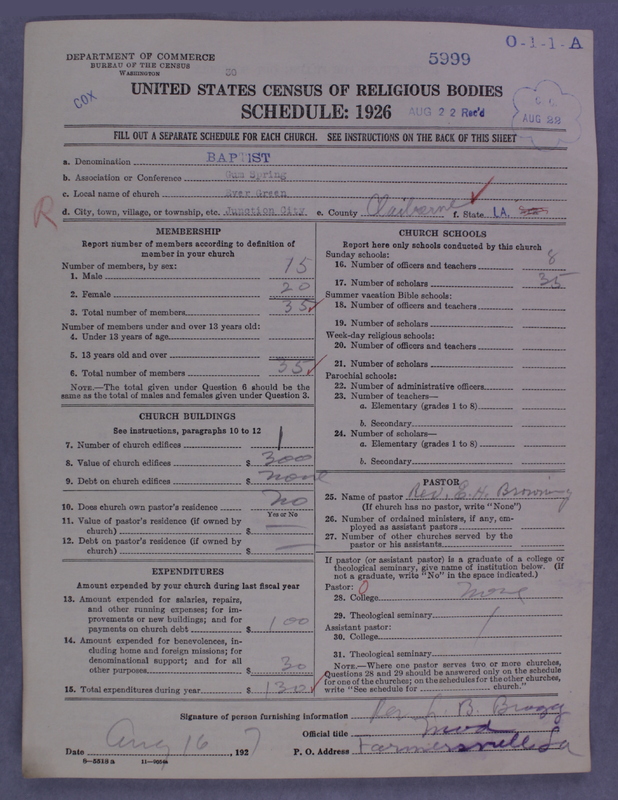 O-1-1-A
DEPARTMENT OF COMMERCE
BUREAU OF THE CENSUS
WASHINGTON
5999
30
COX
UNITED STATES CENSUS OF RELIGIOUS BODIES
SCHEDULE: 1926
AUG 22 Rec'd
AUG 22
FILL OUT A SEPARATE SCHEDULE FOR EACH CHURCH. SEE INSTRUCTIONS ON THE BACK OF THIS SHEET
a. Denomination BAPTIST
b. Association or Conference Gum Spring
c. Local name of church Ever Green
R
d. City, town, village, or township, etc. Junction City e. County Claiborne f. State LA.
MEMBERSHIP
Report number of members according to definition of
member in your church
Number of members, by sex:
1. Male 15
2. Female 20
3. Total number of members 35
Number of members under and over 13 years old:
4. Under 13 years of age
5. 13 years old and over
6. Total number of members 35
NOTE.—The total given under Question 6 should be the
same as the total of males and females given under Question 3.
CHURCH BUILDINGS
See instructions, paragraphs 10 to 12
7. Number of church edifices 1
8. Value of church edifices $ 300
9. Debt on church edifices $ none
10. Does church own pastor's residence no
Yes or No
11. Value of pastor's residence (if owned by
church) $
12. Debt on pastor's residence (if owned by
church) $
EXPENDITURES
Amount expended by your church during last fiscal year
13. Amount expended for salaries, repairs,
and other running expenses; for im-
provements or new buildings; and for
payments on church debt $ 100
14. Amount expended for benevolences, in-
cluding home and foreign missions; for
denominational support; and for all
other purposes $ 30
15. Total expenditures during year $ 130
CHURCH SCHOOLS
Report here only schools conducted by this church
Sunday schools:
16. Number of officers and teachers 8
17. Number of scholars 35
Summer vacation Bible schools:
18. Number of officers and teachers
19. Number of scholars
Week-day religious schools:
20. Number of officers and teachers
21. Number of scholars
Parochial schools:
22. Number of administrative officers
23. Number of teachers—
a. Elementary (grades 1 to 8)
b. Secondary
24. Number of scholars—
a. Elementary (grades 1 to 8)
b. Secondary
PASTOR
25. Name of pastor Rev. E. H. Browning
(If church has no pastor, write "None")
26. Number of ordained ministers, if any, em-
ployed as assistant pastors
27. Number of other churches served by the
pastor or his assistants
If pastor (or assistant pastor) is a graduate of a college or
theological seminary, give name of institution below. (If
not a graduate, write "No" in the space indicated.)
Pastor: 0
28. College none
29. Theological seminary
Assistant pastor:
30. College
31. Theological seminary
NOTE.—Where one pastor serves two or more churches,
Questions 28 and 29 should be answered only on the schedule
for one of the churches; on the schedules for the other churches,
write "See schedule for church."
Signature of person furnishing information Rev L. B. Bragg
Official title mod
Date Aug 16, 1927 P. O. Address Farmersville La
8—5313a 11—9054a